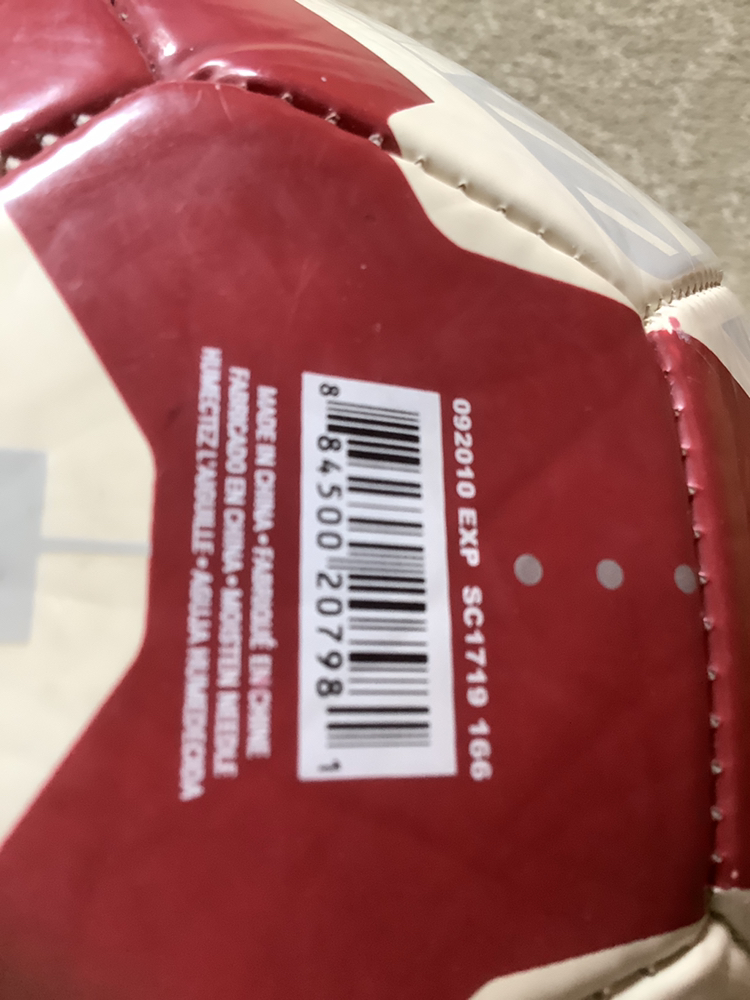 092010 EXP SC1719 166
8 84500 20798 1
MADE IN CHINA • FABRIQUÉ EN CHINE
FABRICADO EN CHINA • MOISTEN NEEDLE
HUMECTEZ L'AIGUILLE • AGUJA HUMEDECIDA